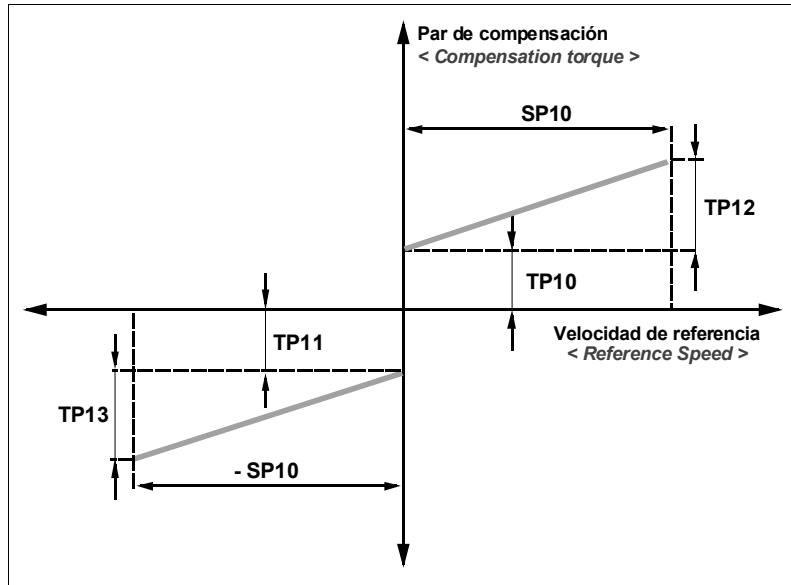 Par de compensación
< Compensation torque >
SP10
TP12
TP10
Velocidad de referencia
< Reference Speed >
TP11
TP13
- SP10